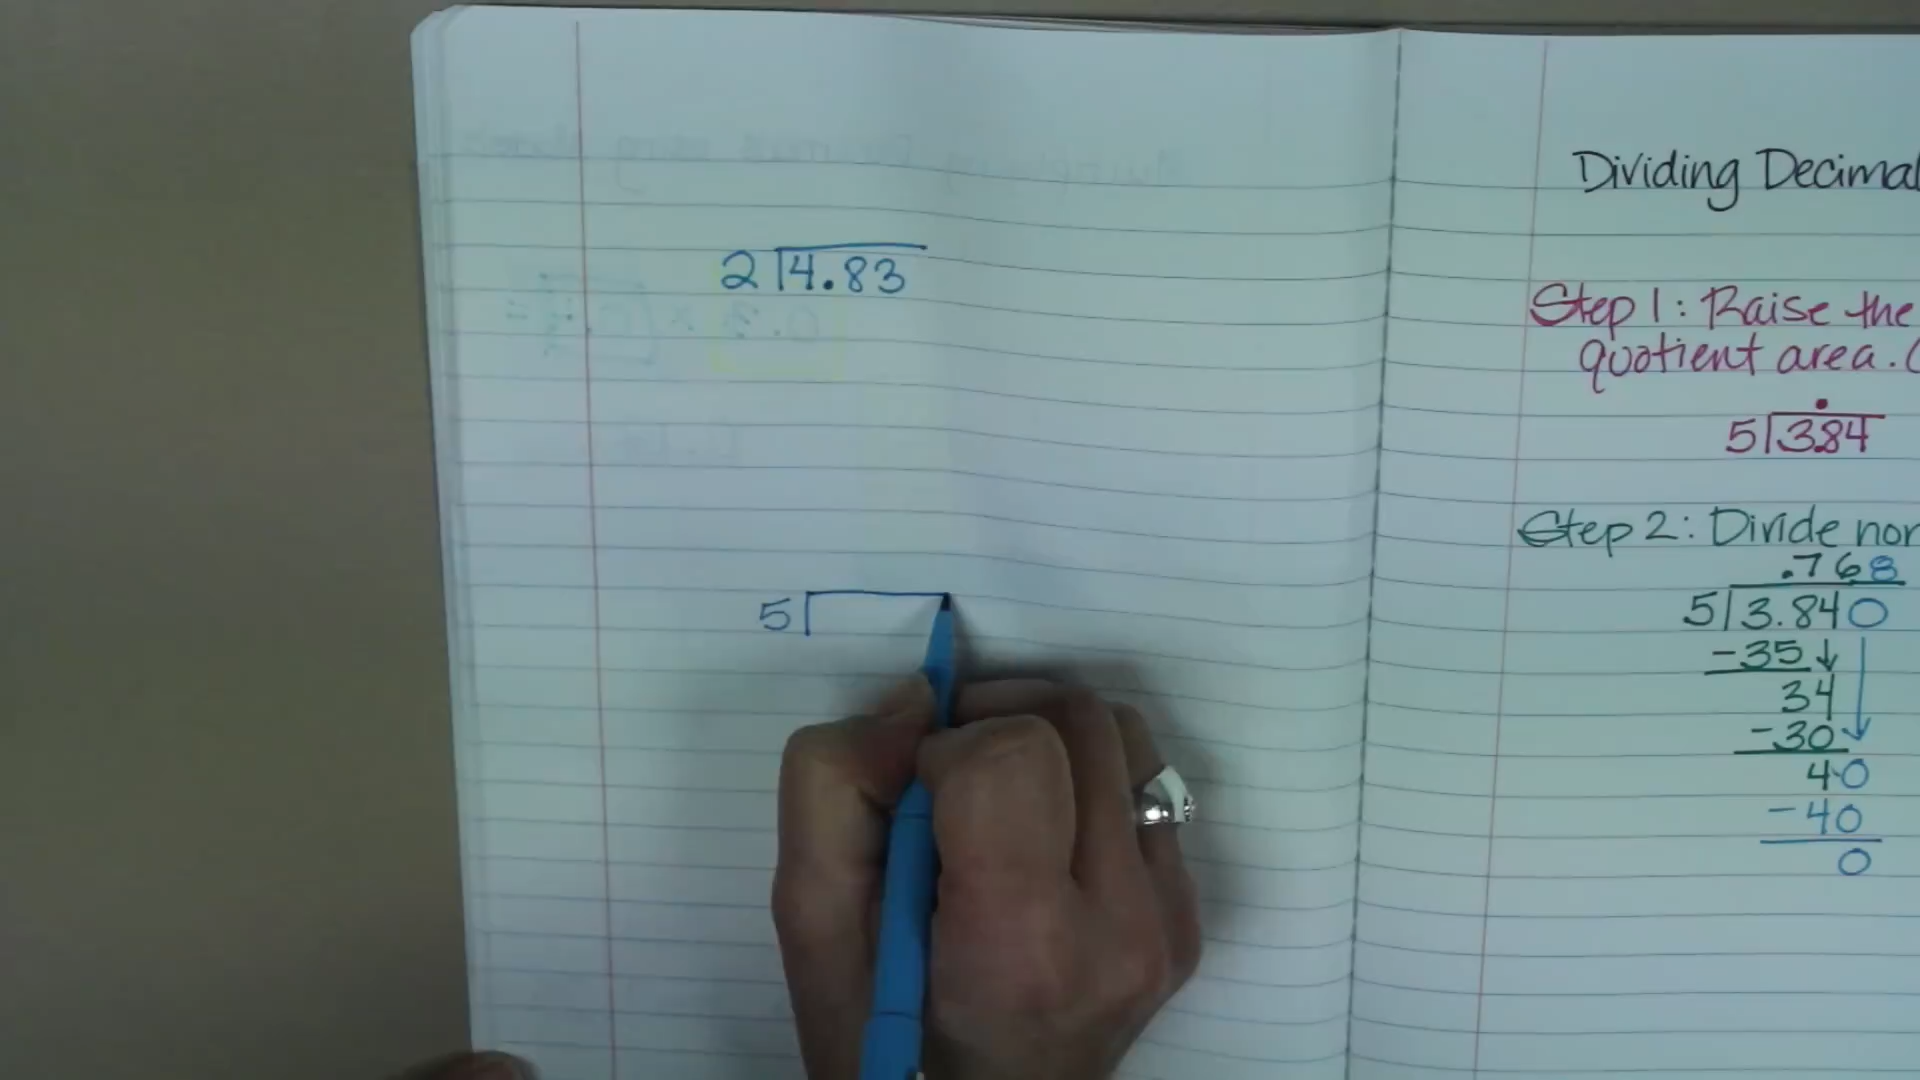 2 4.83
5
Dividing Decimal
Step 1: Raise the
quotient area.
5 3.84
Step 2: Divide nor
.768
5 3.840
-35
34
-30
40
-40
0